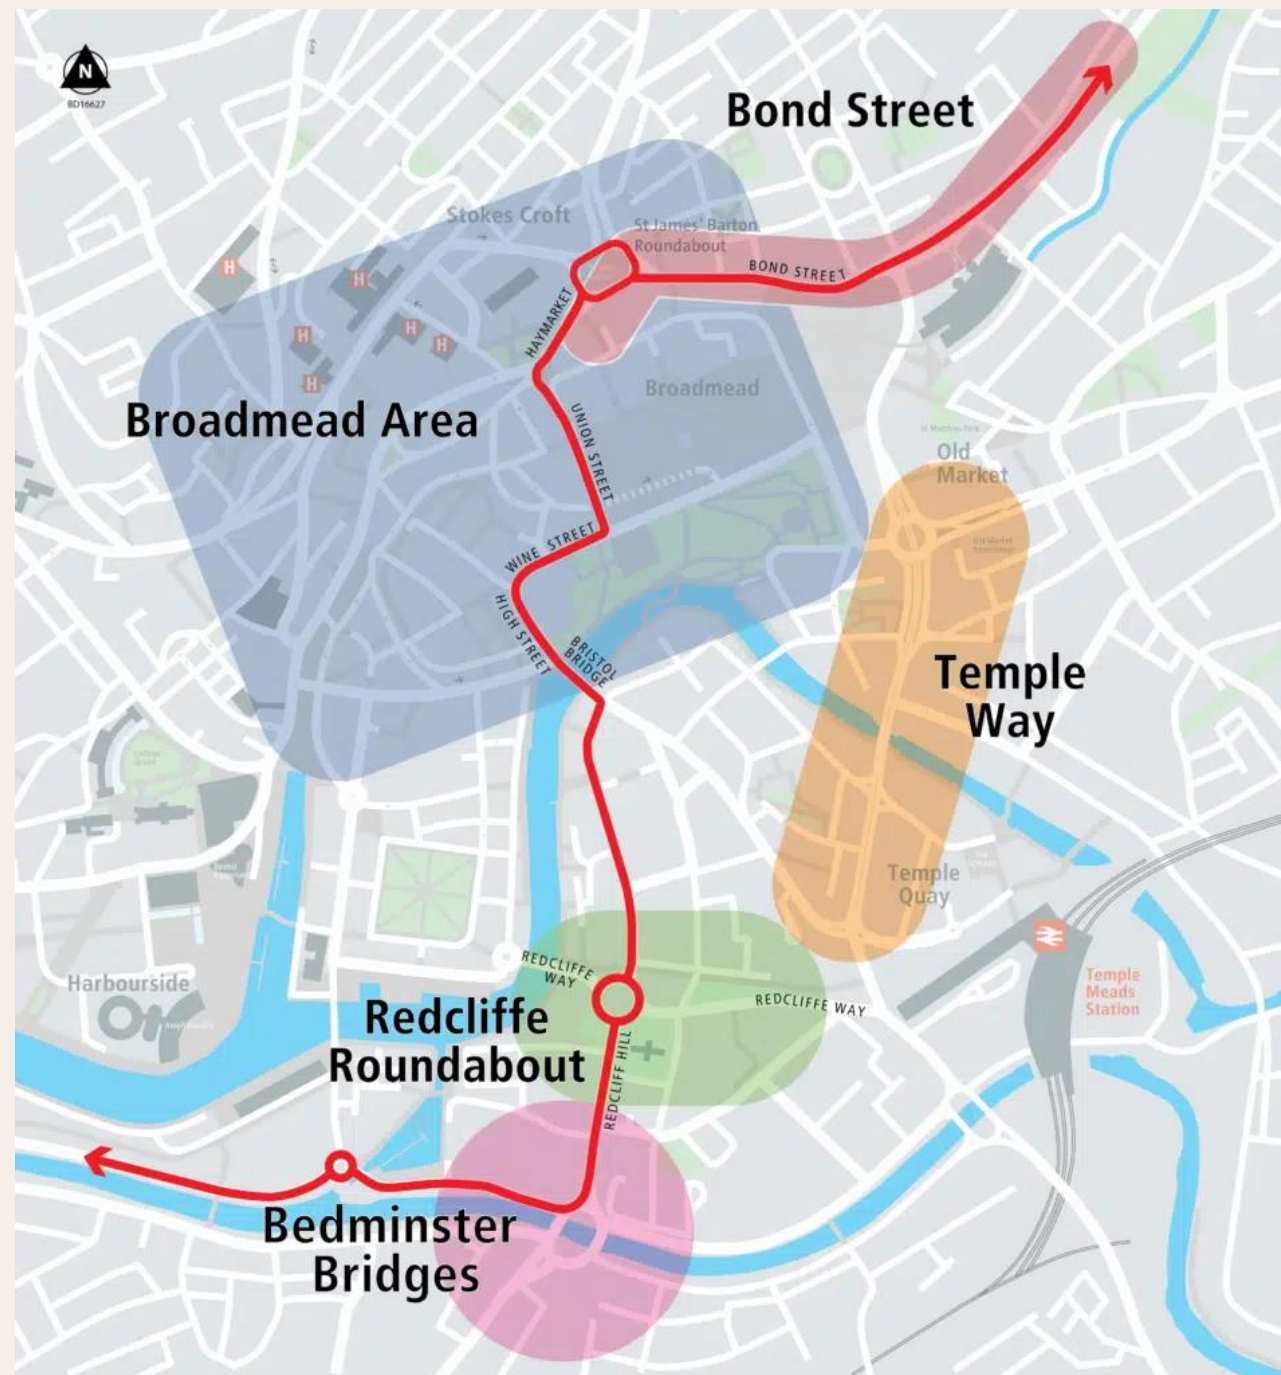 N
BD16627
Bond Street
Stokes Croft
St James' Barton
Roundabout
BOND STREET
H
H
H
H
H
H
HAYMARKET
Broadmead
Broadmead Area
UNION STREET
Old
Market
WINE STREET
HIGH STREET
BRISTOL
BRIDGE
Temple
Way
Temple
Quay
REDCLIFFE
WAY
REDCLIFFE WAY
Harbourside
Temple
Meads
Station
Redcliffe
Roundabout
REDCLIFF HILL
Bedminster
Bridges